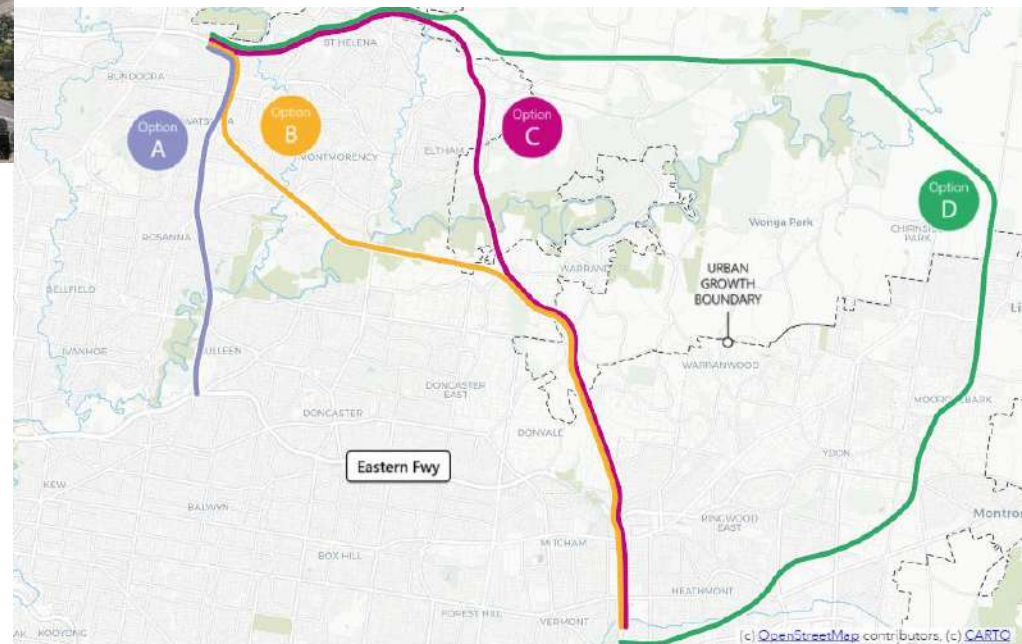 ST HELENA
BUNDOORA
Option
A
Option
B
Option
C
MONTMORENCY
ELTHAM
Option
D
ROSANNA
Wonga Park
PARK
WARRAND
URBAN
GROWTH
BOUNDARY
BELLFIELD
IVANHOE
WARRANWOOD
DONCASTER
EAST
DONCASTER
DONVALE
Eastern Fwy
KEW
BALWYN
RINGWOOD
EAST
MITCHAM
BOX HILL
HEATHMONT
FOREST HILL
VERMONT
KOOYONG
(c) OpenStreetMap contributors, (c) CARTO